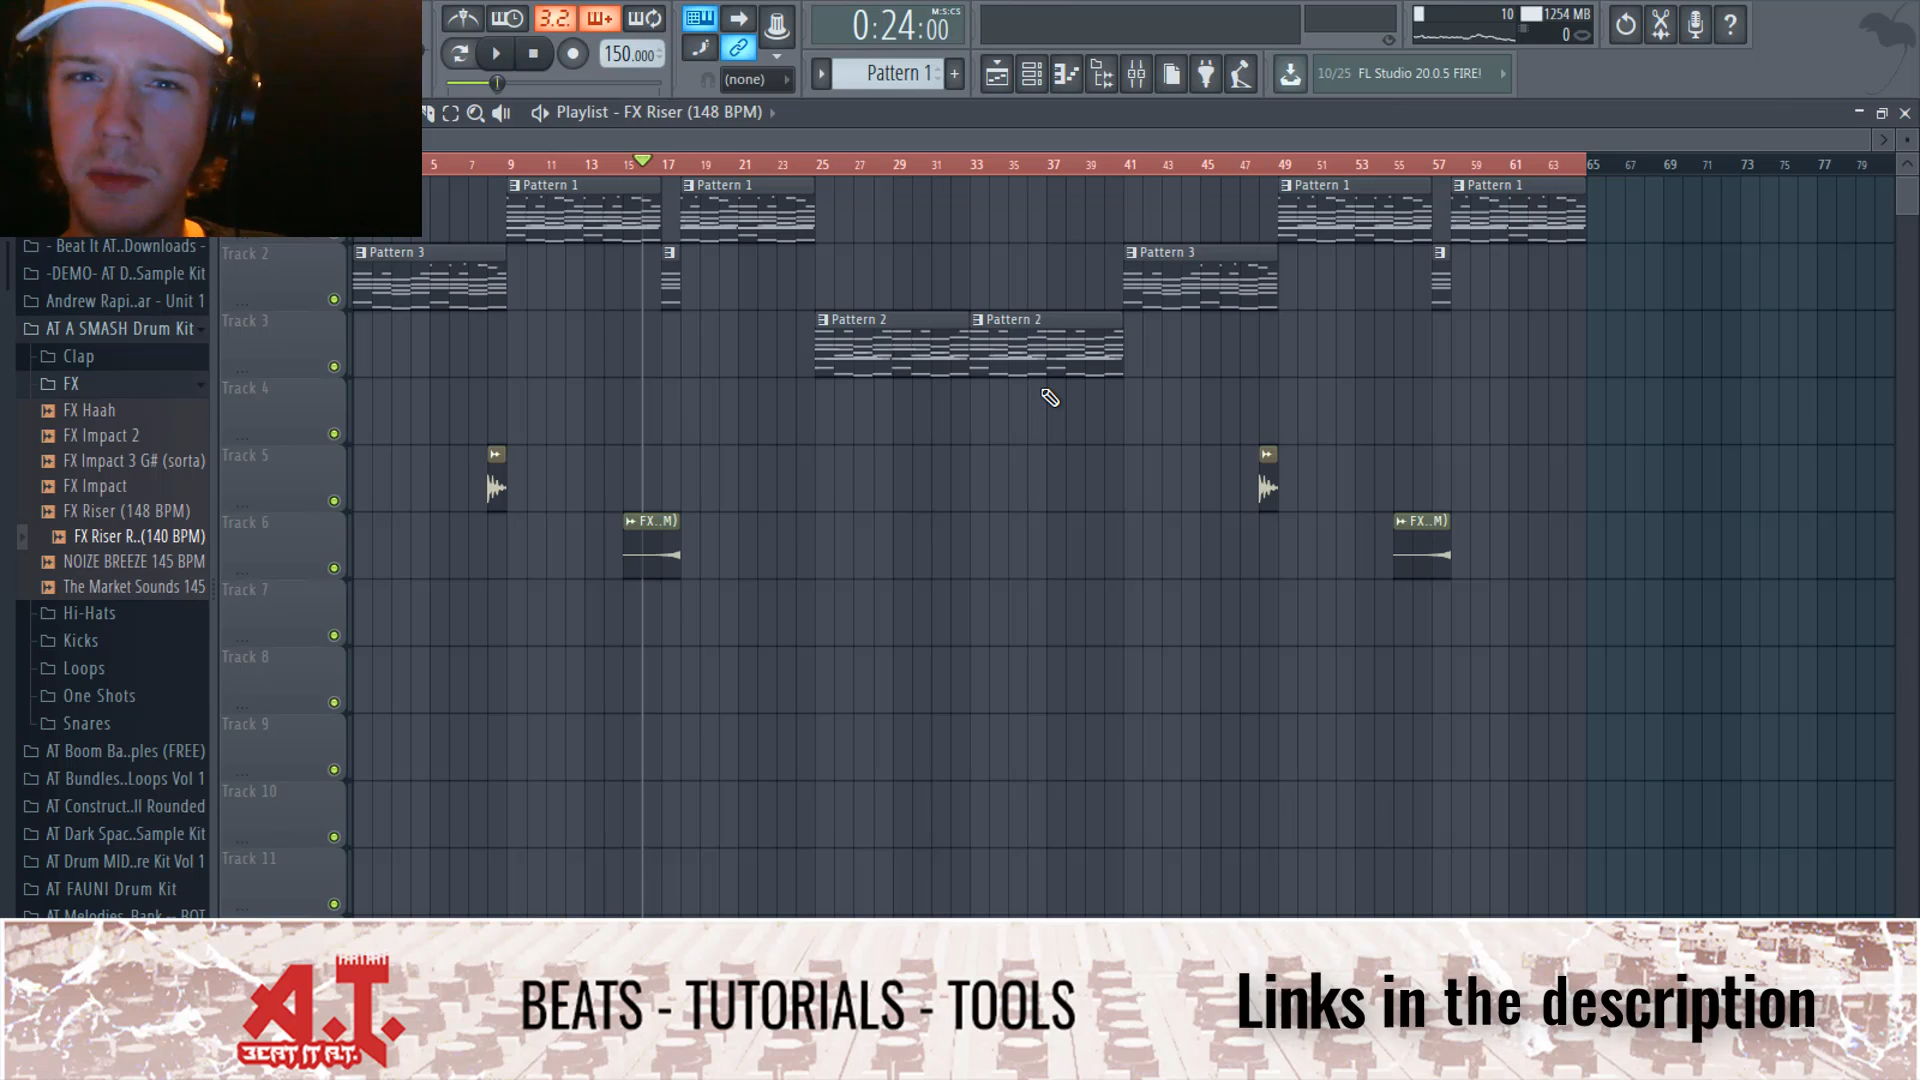 3.2.
150.000
0:24:00
M:S:CS
(none)
Pattern 1
10
1254 MB
0
10/25 FL Studio 20.0.5 FIRE!
Playlist - FX Riser (148 BPM)
5 7 9 11 13 15 17 19 21 23 25 27 29 31 33 35 37 39 41 43 45 47 49 51 53 55 57 59 61 63 65 67 69 71 73 75 77 79
Pattern 1 Pattern 1 Pattern 1 Pattern 1
Track 2
Pattern 3 Pattern 3
Track 3
Pattern 2 Pattern 2
Track 4
Track 5
Track 6
FX..M) FX..M)
Track 7
Track 8
Track 9
Track 10
Track 11
- Beat It AT..Downloads -
-DEMO- AT D..Sample Kit
Andrew Rapi..ar - Unit 1
AT A SMASH Drum Kit
Clap
FX
FX Haah
FX Impact 2
FX Impact 3 G# (sorta)
FX Impact
FX Riser (148 BPM)
FX Riser R..(140 BPM)
NOIZE BREEZE 145 BPM
The Market Sounds 145
Hi-Hats
Kicks
Loops
One Shots
Snares
AT Boom Ba..ples (FREE)
AT Bundles..Loops Vol 1
AT Construct..ll Rounded
AT Dark Spac..Sample Kit
AT Drum MID..re Kit Vol 1
AT FAUNI Drum Kit
A.T.
BEAT IT A.T.
BEATS - TUTORIALS - TOOLS
Links in the description